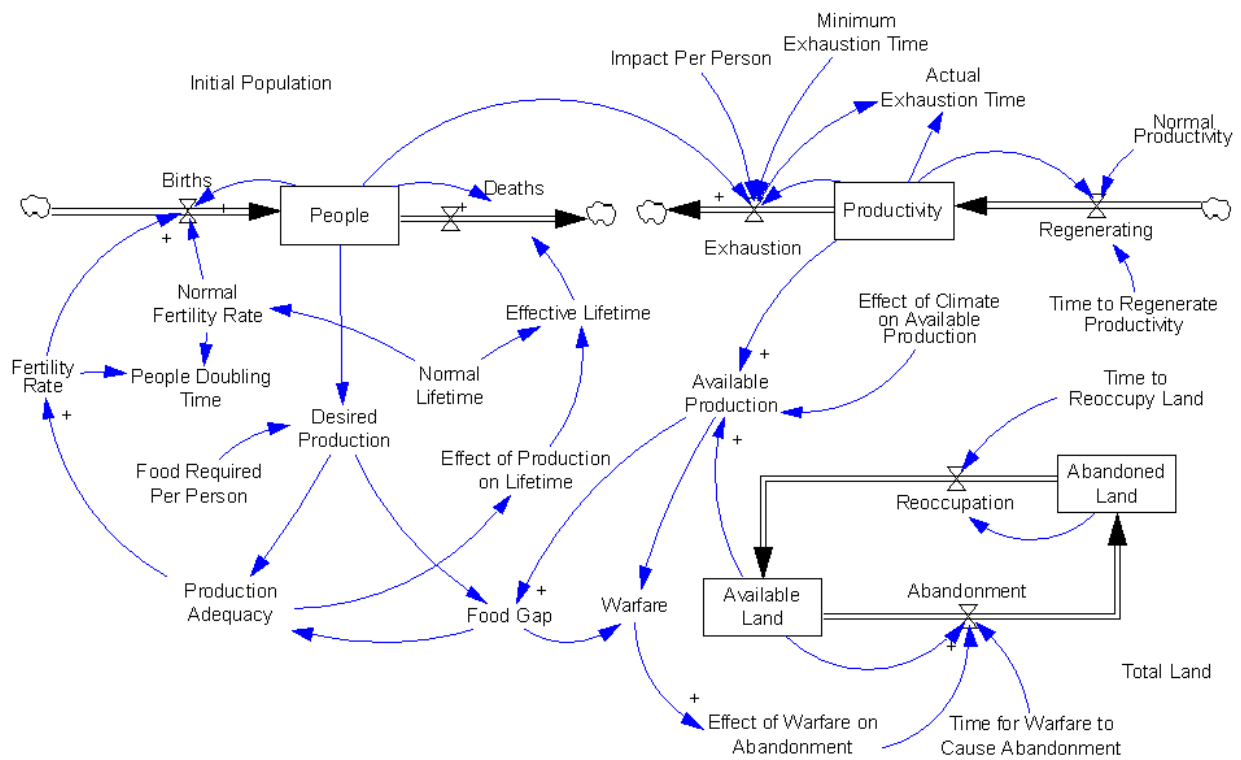 Minimum
Exhaustion Time
Impact Per Person
Actual
Exhaustion Time
Initial Population
Normal
Productivity
Births
Deaths
+
+
+
+
People
Productivity
Exhaustion
Regenerating
+
Normal
Fertility Rate
Effective Lifetime
Effect of Climate
on Available
Production
Time to Regenerate
Productivity
Fertility
Rate
People Doubling
Time
Normal
Lifetime
+
Available
Production
Time to
Reoccupy Land
+
Desired
Production
+
Food Required
Per Person
Effect of Production
on Lifetime
Abandoned
Land
Reoccupation
Production
Adequacy
+
Food Gap
Warfare
Available
Land
Abandonment
+
Total Land
+
Effect of Warfare on
Abandonment
Time for Warfare to
Cause Abandonment